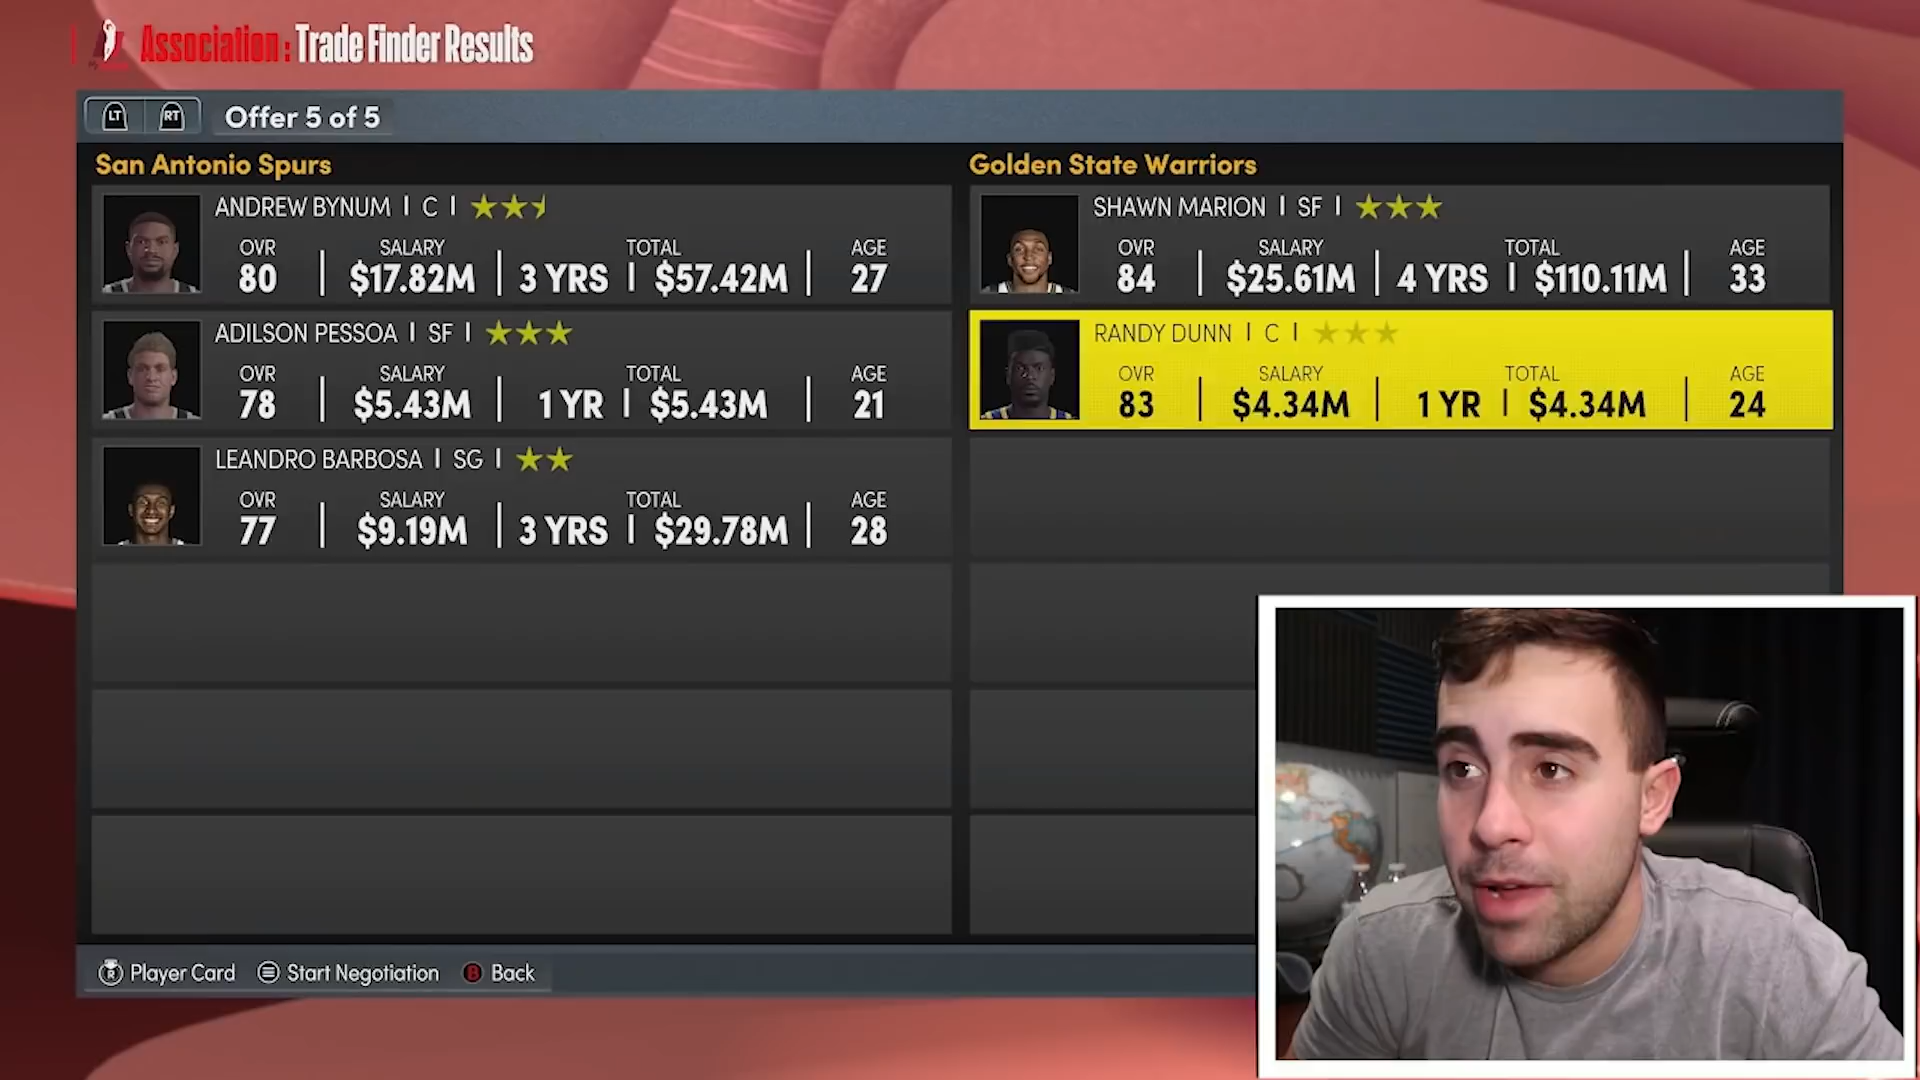 Association : Trade Finder Results
LT RT Offer 5 of 5
San Antonio Spurs
ANDREW BYNUM | C |
OVR SALARY TOTAL AGE
80 | $17.82M | 3 YRS | $57.42M | 27
ADILSON PESSOA | SF |
OVR SALARY TOTAL AGE
78 | $5.43M | 1 YR | $5.43M | 21
LEANDRO BARBOSA | SG |
OVR SALARY TOTAL AGE
77 | $9.19M | 3 YRS | $29.78M | 28
Golden State Warriors
SHAWN MARION | SF |
OVR SALARY TOTAL AGE
84 | $25.61M | 4 YRS | $110.11M | 33
RANDY DUNN | C |
OVR SALARY TOTAL AGE
83 | $4.34M | 1 YR | $4.34M | 24
R Player Card Start Negotiation B Back